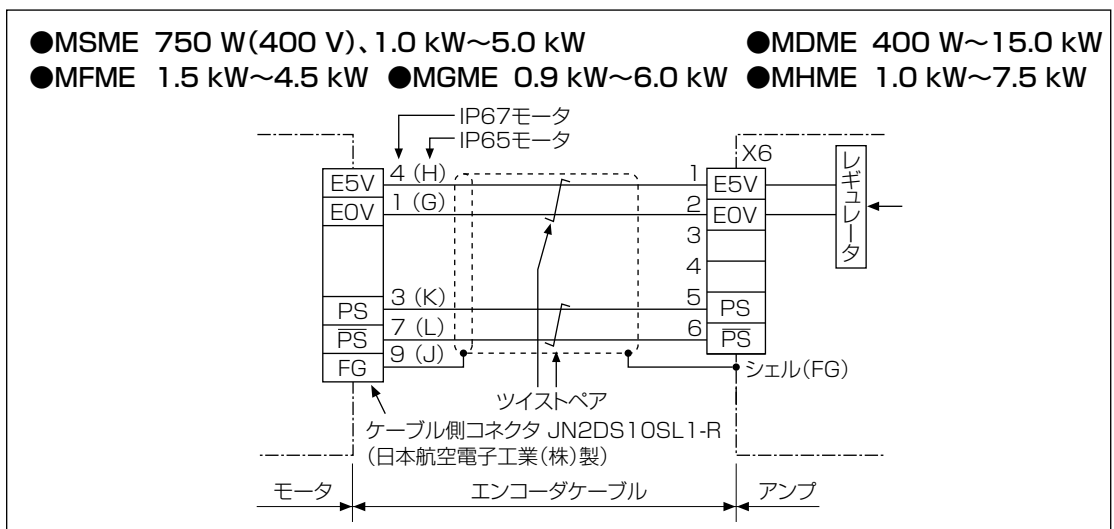 ●MSME 750 W(400 V)、1.0 kW～5.0 kW ●MDME 400 W～15.0 kW
●MFME 1.5 kW～4.5 kW ●MGME 0.9 kW～6.0 kW ●MHME 1.0 kW～7.5 kW
IP67モータ
IP65モータ
X6
E5V 4 (H) 1 E5V
E0V 1 (G) 2 E0V
3
4
レギュレータ
PS 3 (K) 5 PS
P̅S̅ 7 (L) 6 P̅S̅
FG 9 (J)
シェル(FG)
ツイストペア
ケーブル側コネクタ JN2DS10SL1-R
(日本航空電子工業(株)製)
モータ エンコーダケーブル アンプ